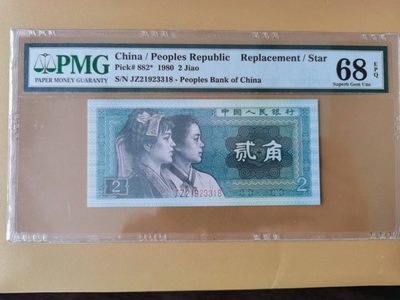 PMG
PAPER MONEY GUARANTY
China / Peoples Republic Replacement / Star
Pick# 882* 1980 2 Jiao
S/N JZ21923318 - Peoples Bank of China
68 EPQ
Superb Gem Unc
中国人民银行
贰角
2
JZ21923318
2